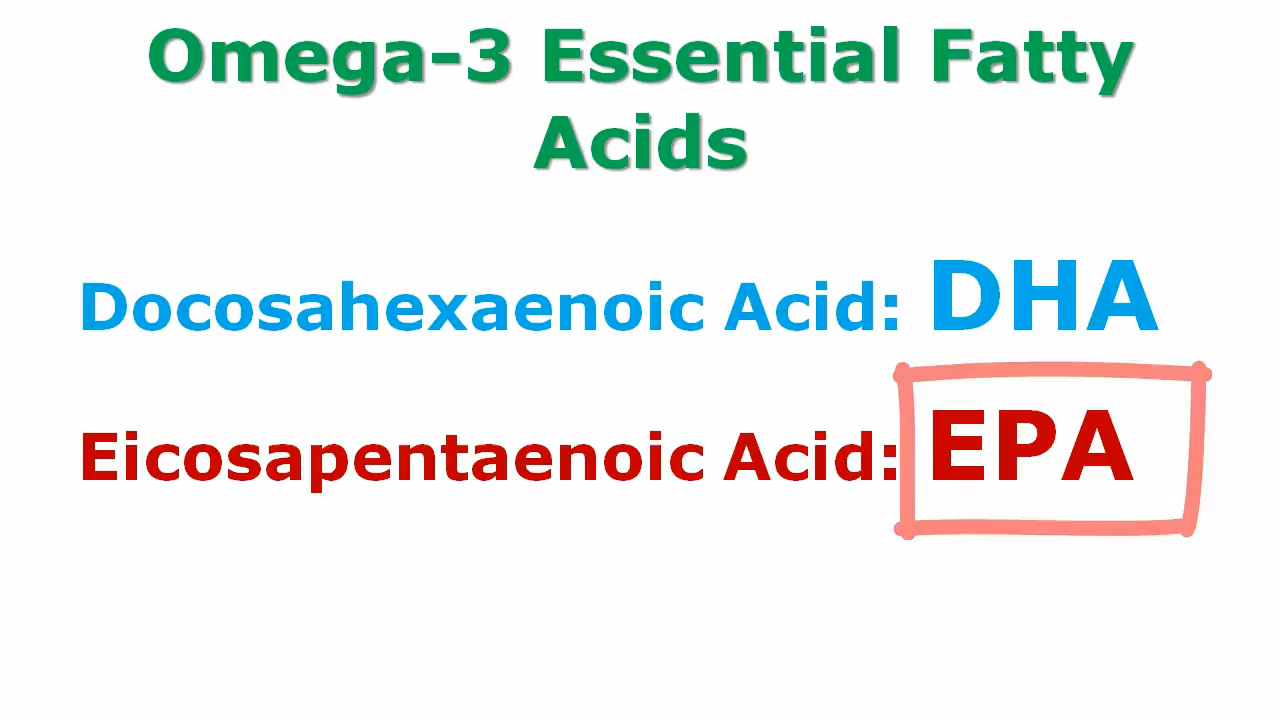 Omega-3 Essential Fatty
Acids
Docosahexaenoic Acid: DHA
Eicosapentaenoic Acid: EPA